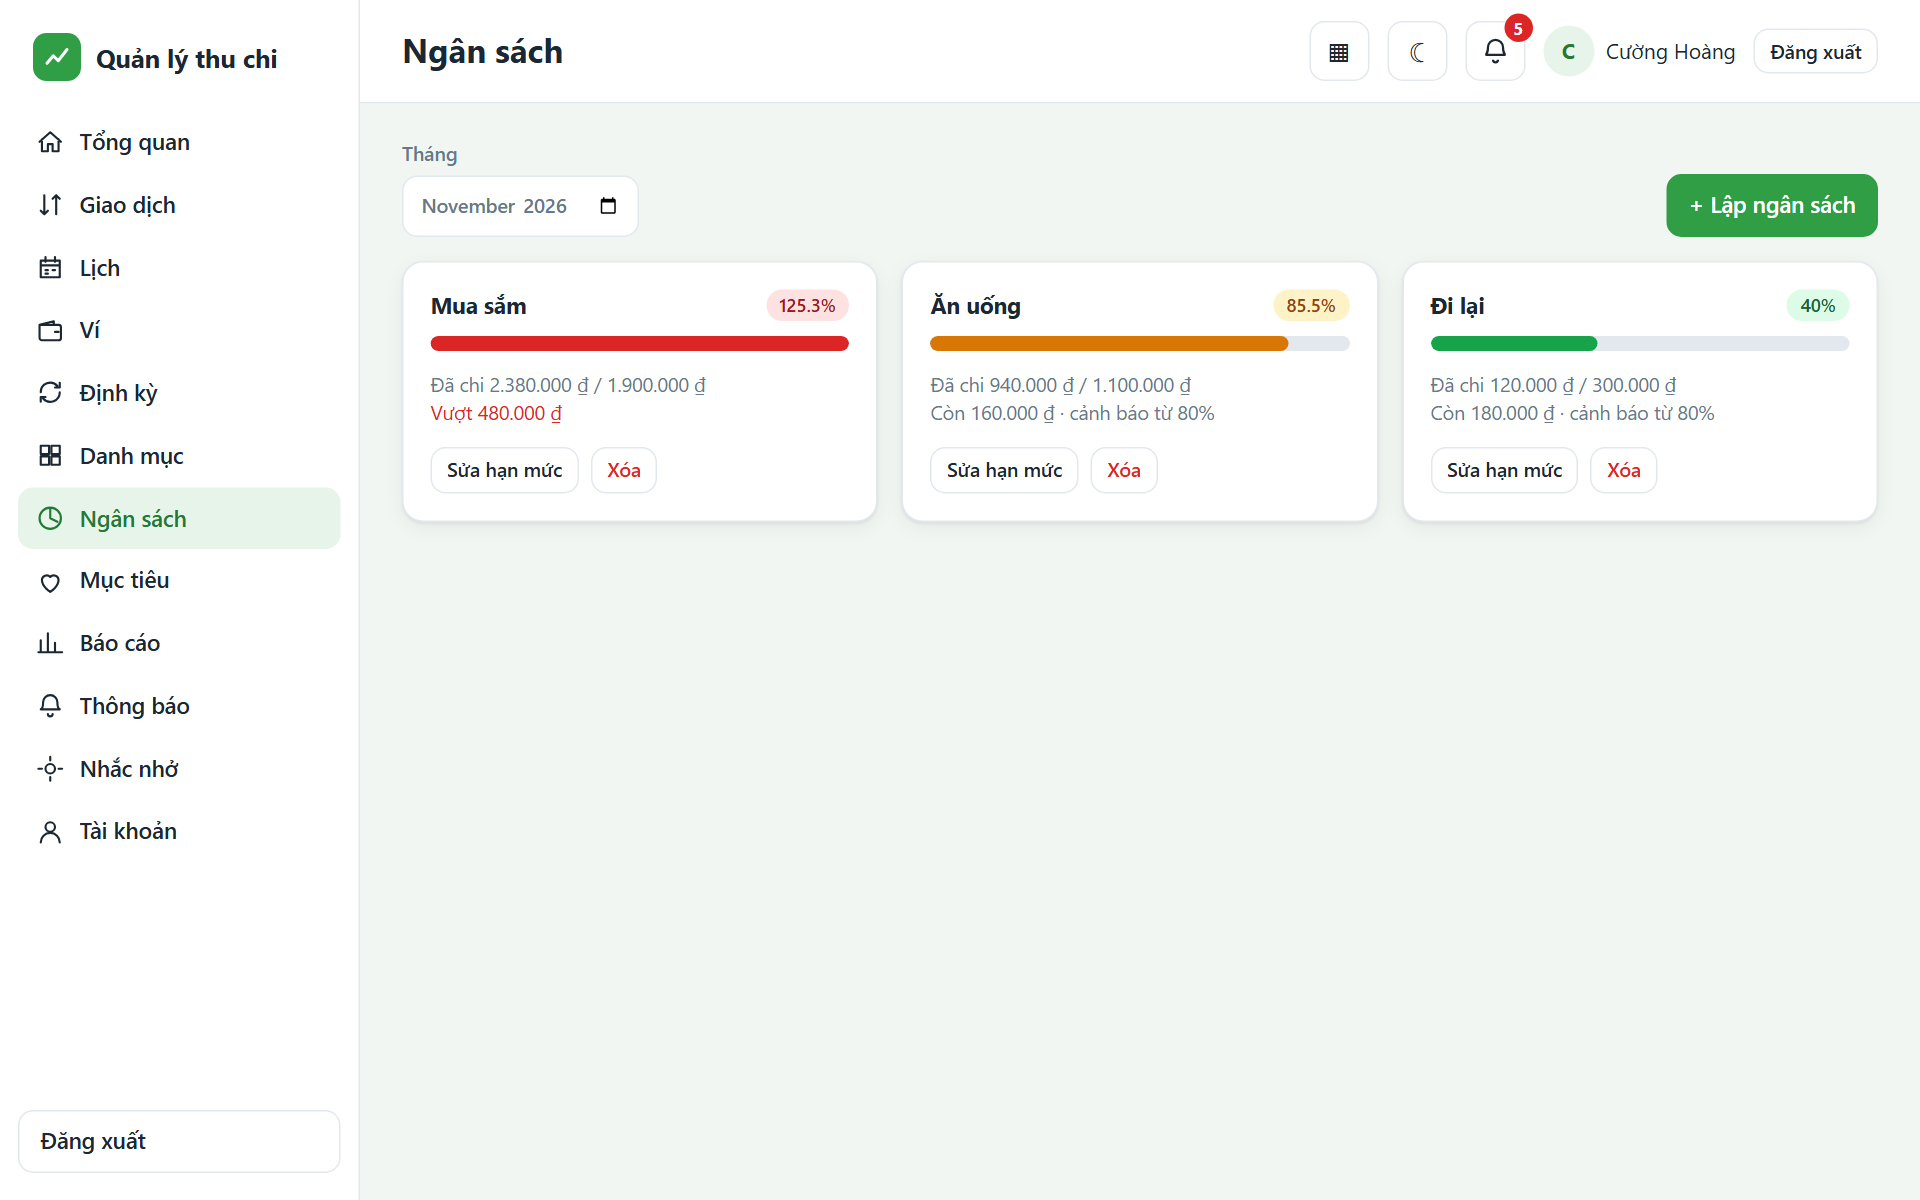 Quản lý thu chi
Tổng quan
Giao dịch
Lịch
Ví
Định kỳ
Danh mục
Ngân sách
Mục tiêu
Báo cáo
Thông báo
Nhắc nhở
Tài khoản
Đăng xuất
Ngân sách
5
C
Cường Hoàng
Đăng xuất
Tháng
November 2026
+ Lập ngân sách
Mua sắm
125.3%
Đã chi 2.380.000 ₫ / 1.900.000 ₫
Vượt 480.000 ₫
Sửa hạn mức
Xóa
Ăn uống
85.5%
Đã chi 940.000 ₫ / 1.100.000 ₫
Còn 160.000 ₫ · cảnh báo từ 80%
Sửa hạn mức
Xóa
Đi lại
40%
Đã chi 120.000 ₫ / 300.000 ₫
Còn 180.000 ₫ · cảnh báo từ 80%
Sửa hạn mức
Xóa